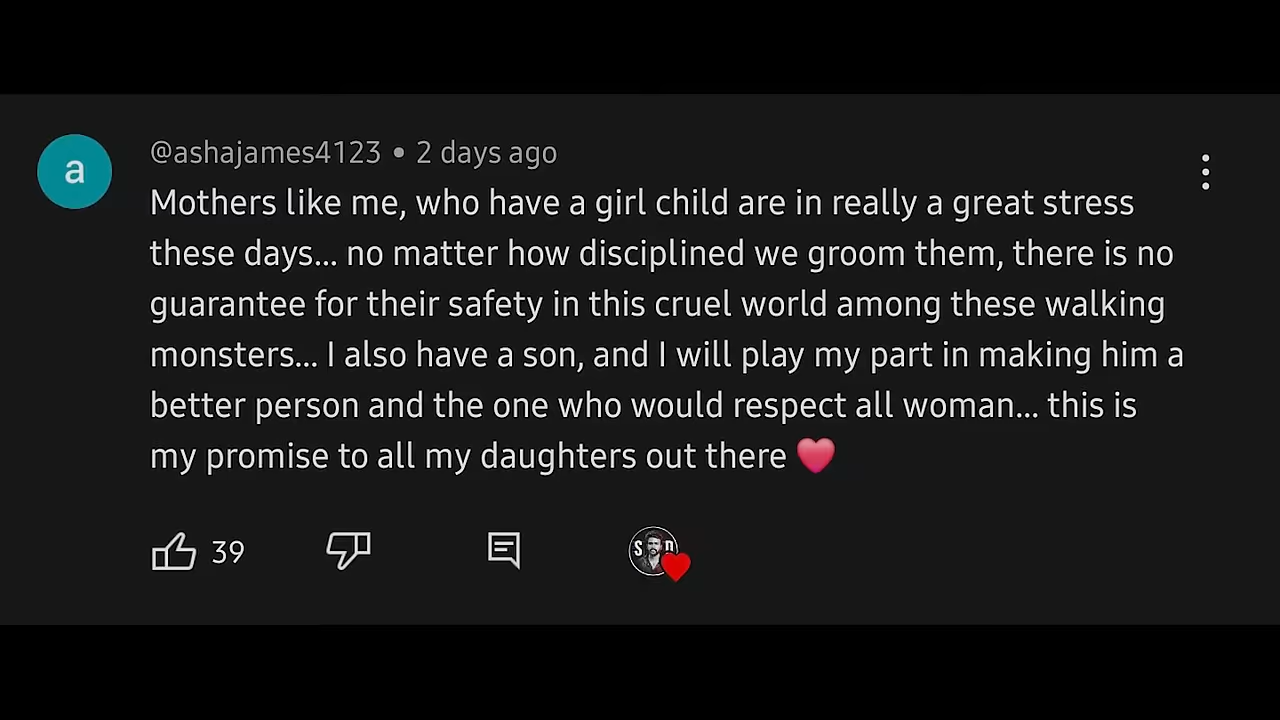 a
@ashajames4123 • 2 days ago
Mothers like me, who have a girl child are in really a great stress
these days... no matter how disciplined we groom them, there is no
guarantee for their safety in this cruel world among these walking
monsters... I also have a son, and I will play my part in making him a
better person and the one who would respect all woman... this is
my promise to all my daughters out there ❤
39